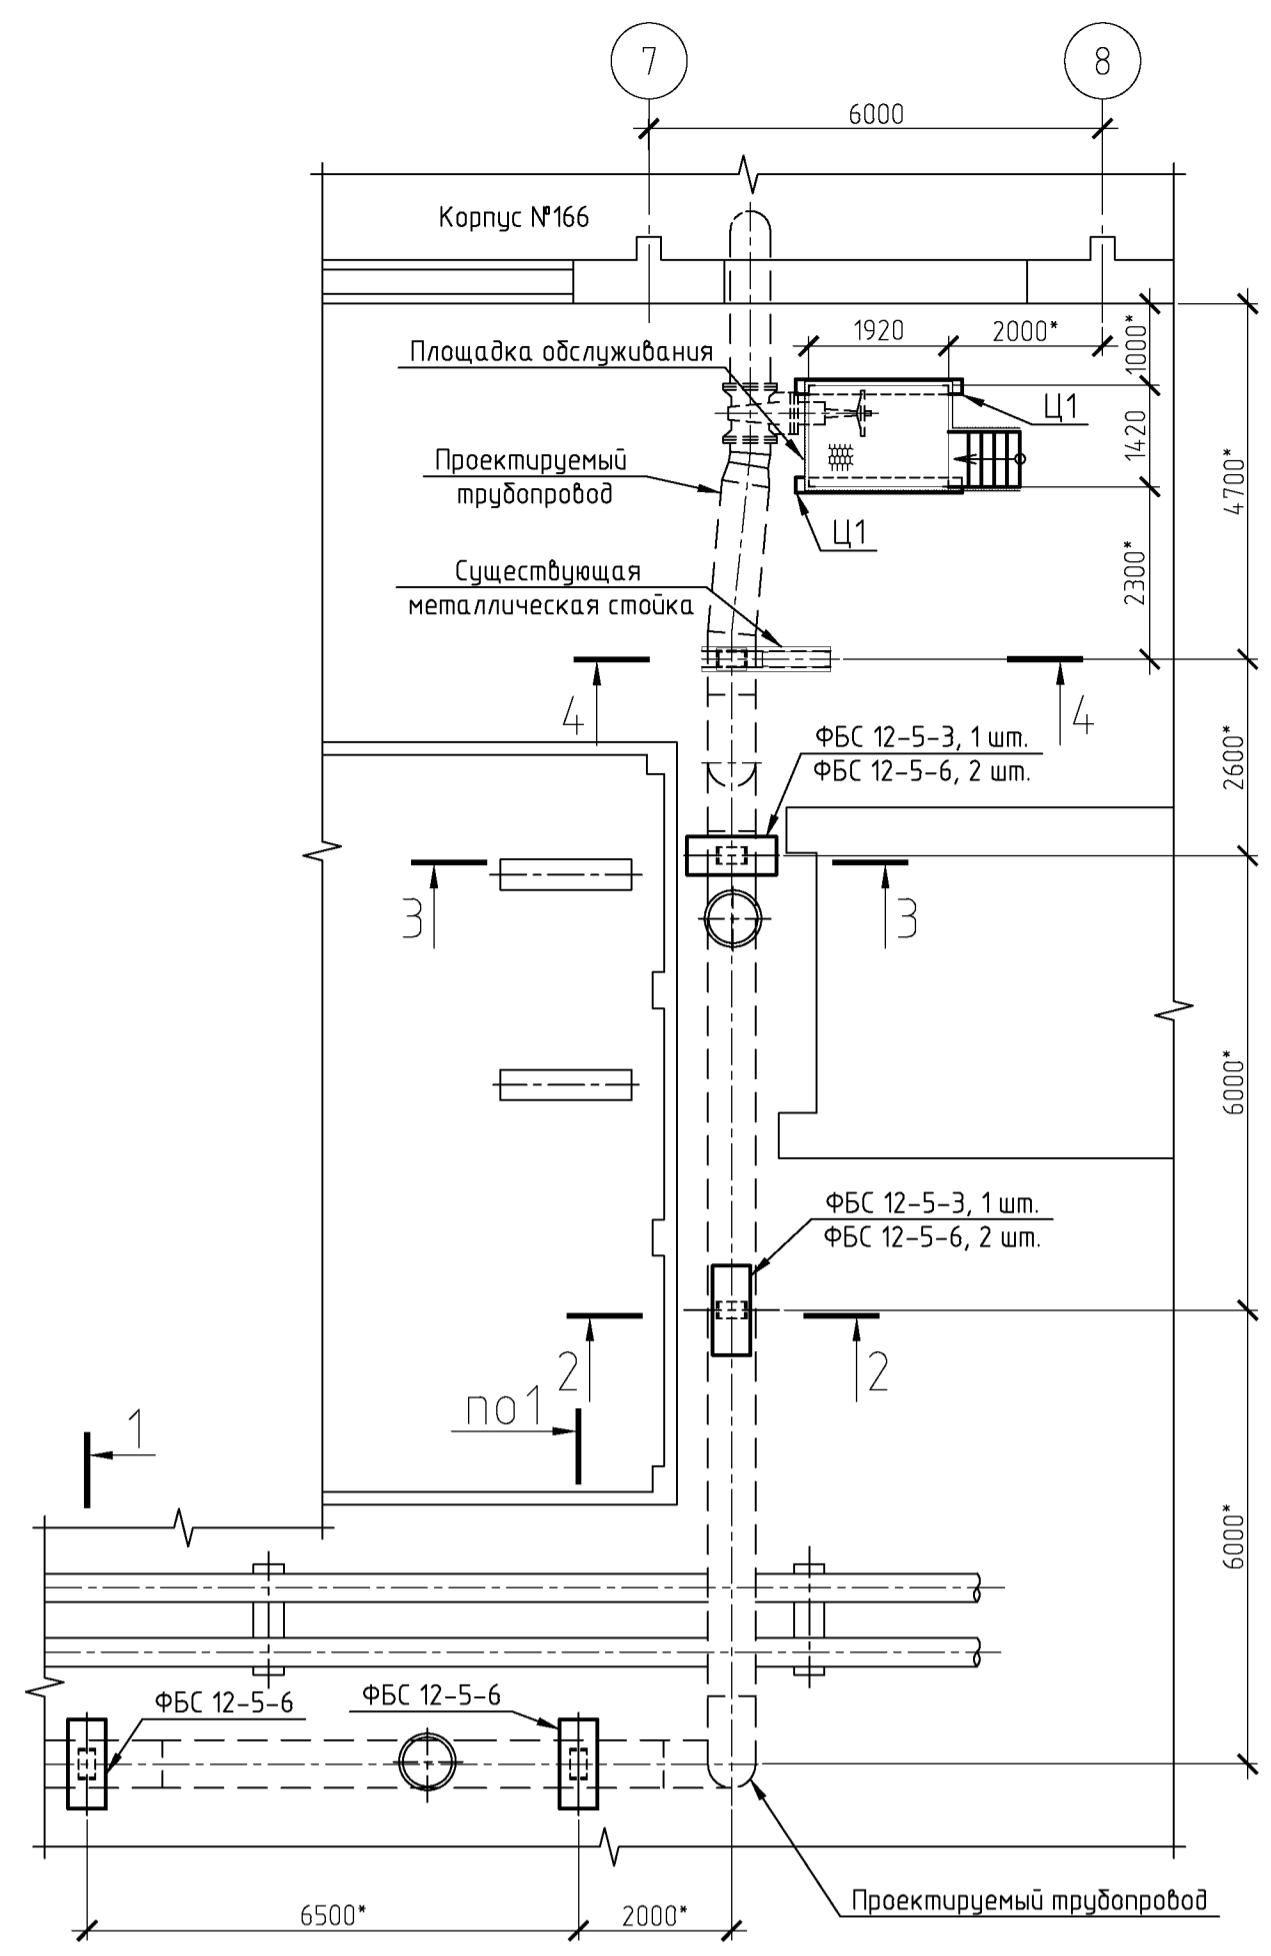 7
8
6000
Корпус №166
1920
2000*
1000*
Площадка обслуживания
Ц1
1420
4700*
Проектируемый
трубопровод
Ц1
2300*
Существующая
металлическая стойка
4
4
ФБС 12-5-3, 1 шт.
ФБС 12-5-6, 2 шт.
2600*
3
3
6000*
ФБС 12-5-3, 1 шт.
ФБС 12-5-6, 2 шт.
2
2
по1
1
6000*
ФБС 12-5-6
ФБС 12-5-6
Проектируемый трубопровод
6500*
2000*